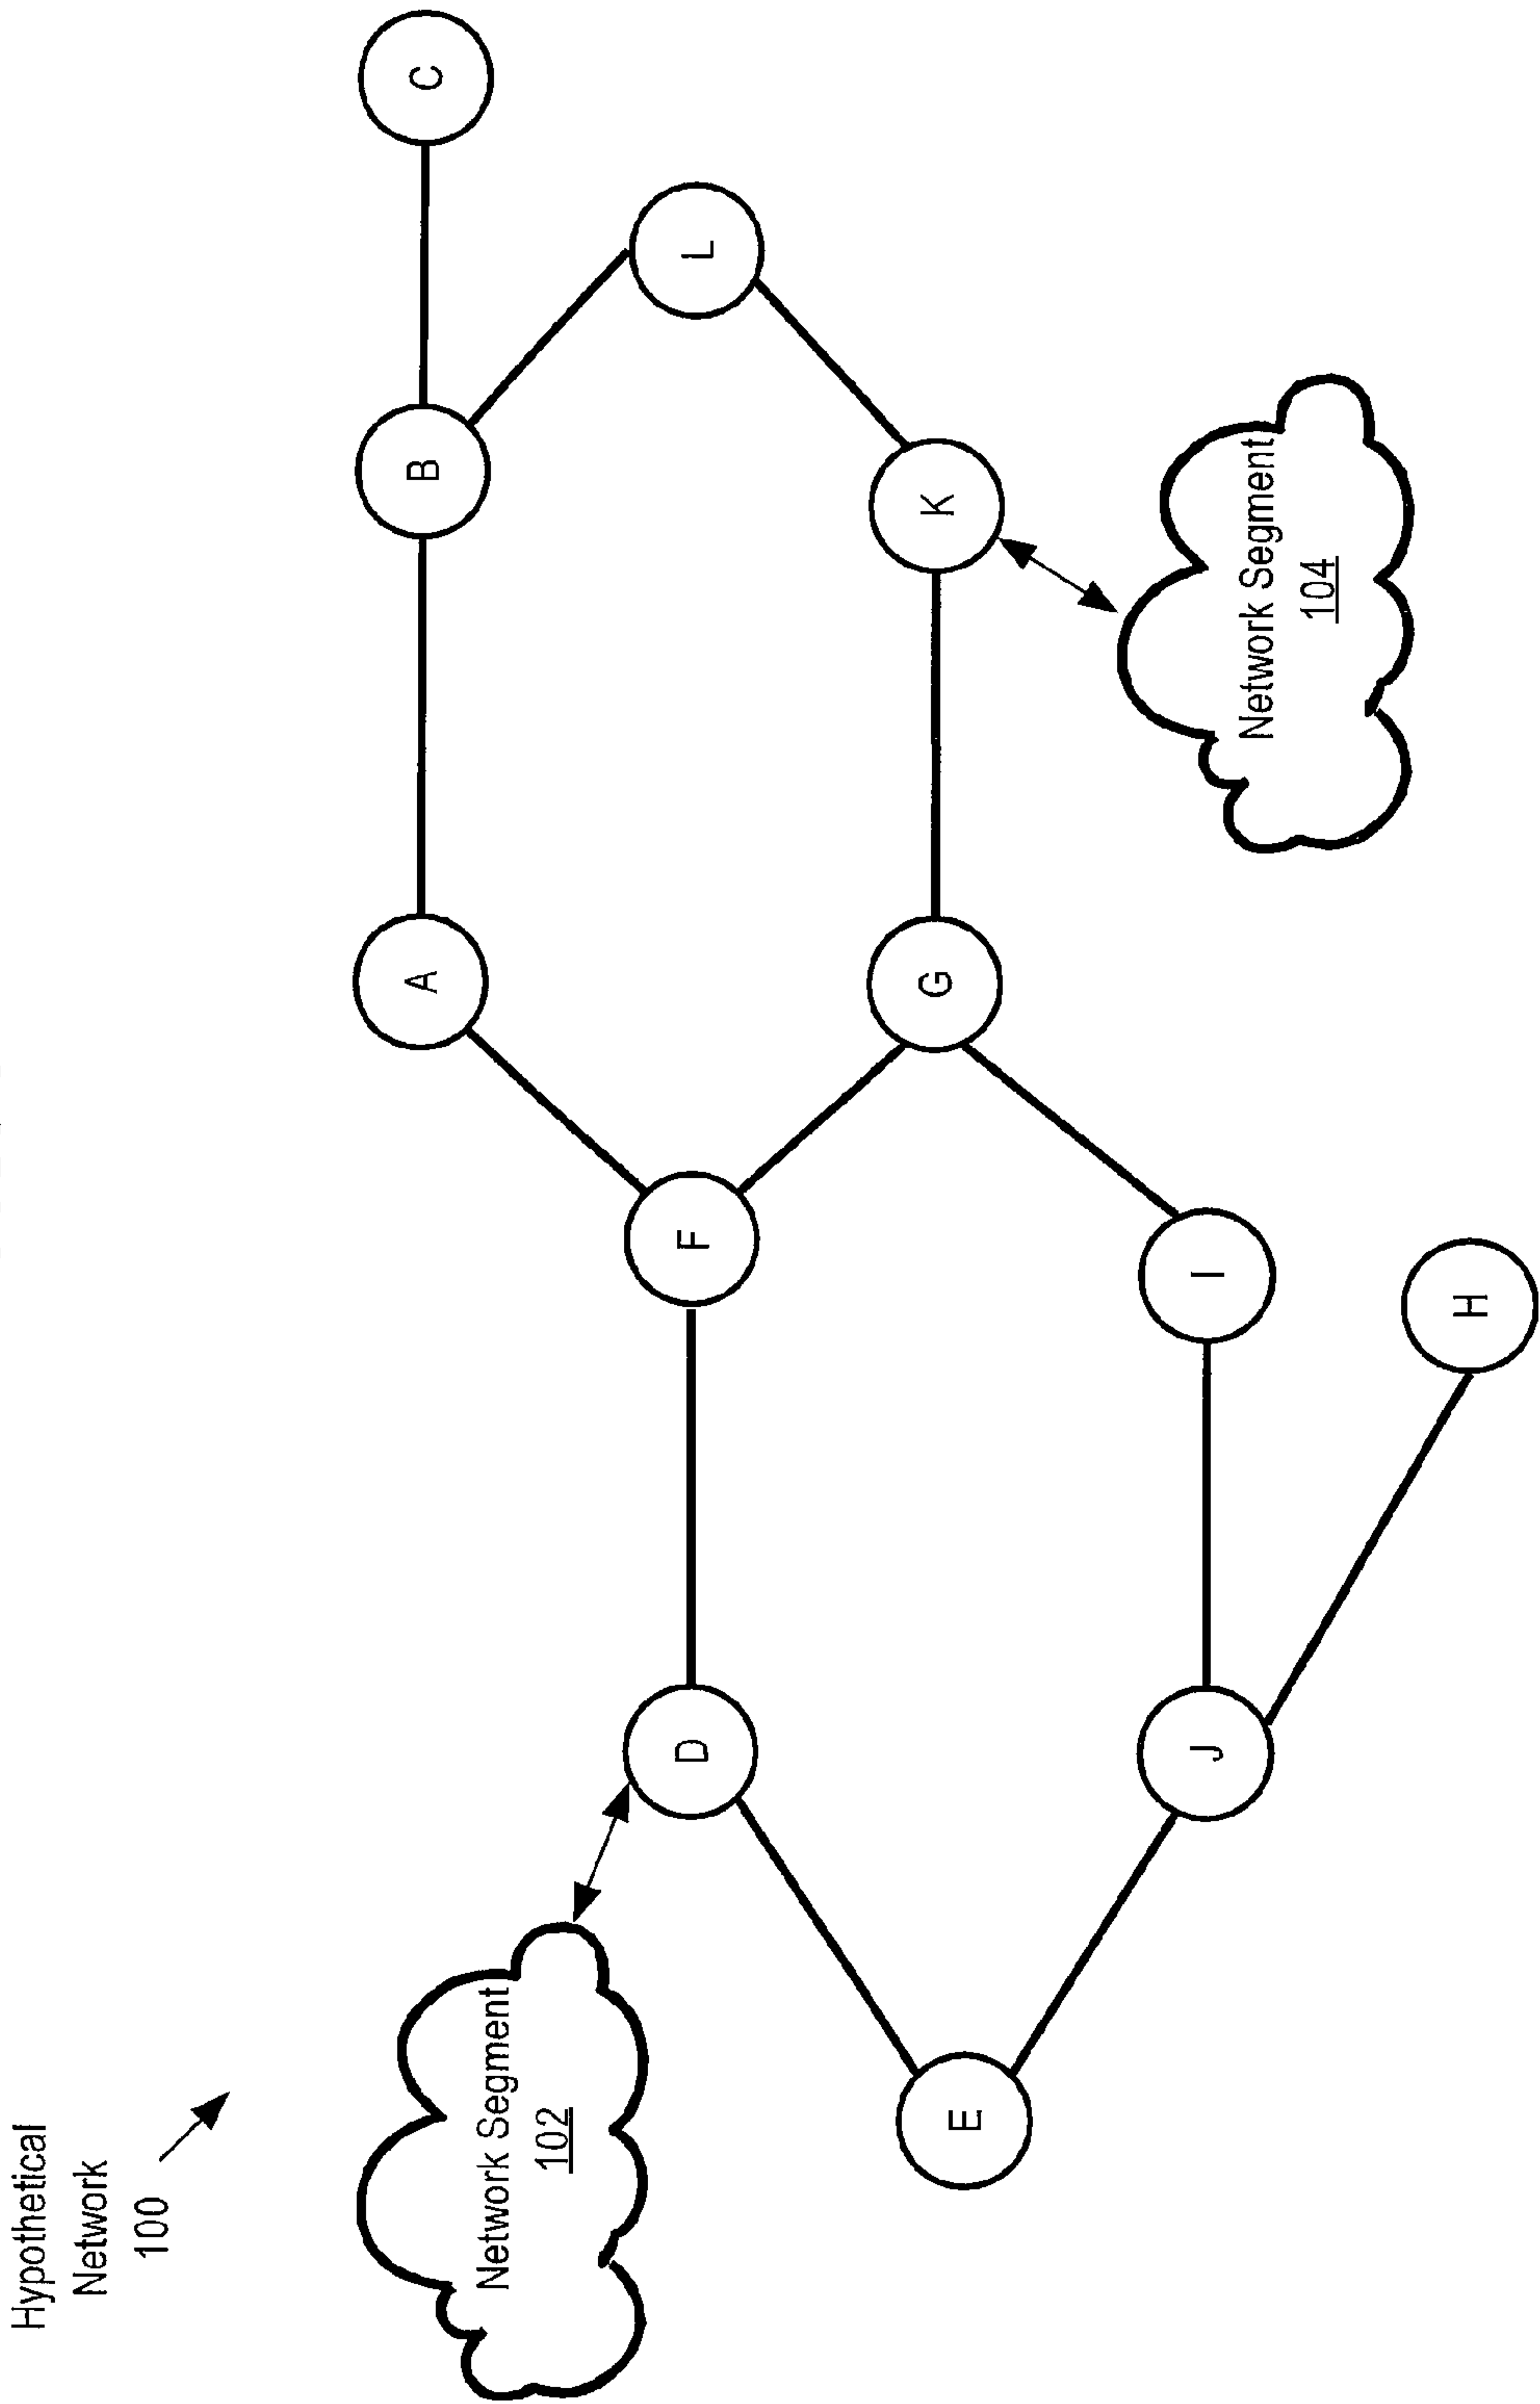 Hypothetical
Network
100
Network Segment
102
D
E
F
J
H
I
A
G
B
K
Network Segment
104
L
C